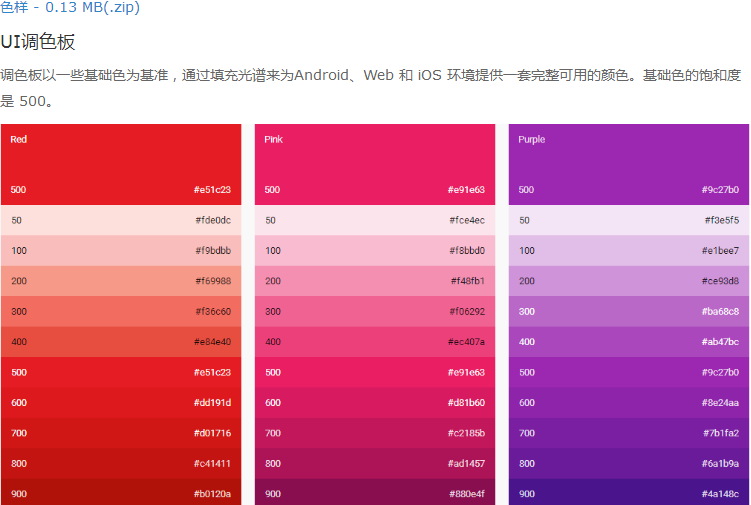 色样 - 0.13 MB(.zip)
UI调色板
调色板以一些基础色为基准，通过填充光谱来为Android、Web 和 iOS 环境提供一套完整可用的颜色。基础色的饱和度
是 500。
Red
500 #e51c23
50 #fde0dc
100 #f9bdbb
200 #f69988
300 #f36c60
400 #e84e40
500 #e51c23
600 #dd191d
700 #d01716
800 #c41411
900 #b0120a
Pink
500 #e91e63
50 #fce4ec
100 #f8bbd0
200 #f48fb1
300 #f06292
400 #ec407a
500 #e91e63
600 #d81b60
700 #c2185b
800 #ad1457
900 #880e4f
Purple
500 #9c27b0
50 #f3e5f5
100 #e1bee7
200 #ce93d8
300 #ba68c8
400 #ab47bc
500 #9c27b0
600 #8e24aa
700 #7b1fa2
800 #6a1b9a
900 #4a148c